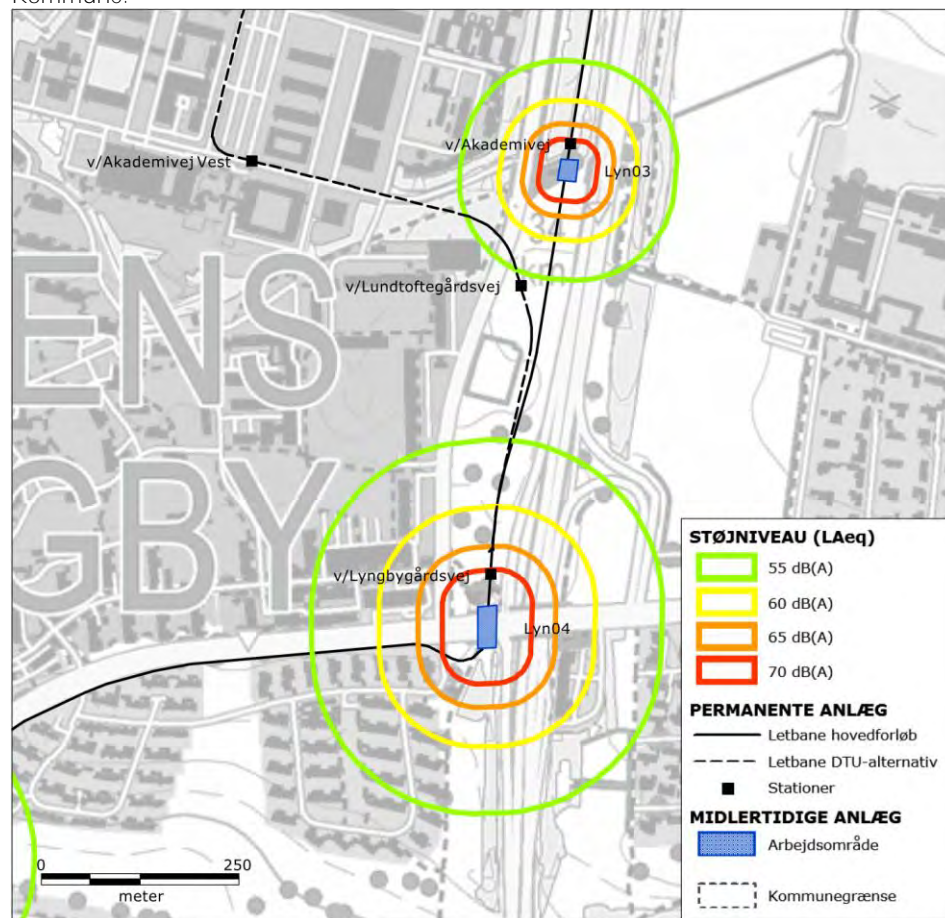 Kommune.
v/Akademivej
v/Akademivej Vest
Lyn03
v/Lundtoftegårdsvej
ENS
GBY
v/Lyngbygårdsvej
Lyn04
STØJNIVEAU (LAeq)
55 dB(A)
60 dB(A)
65 dB(A)
70 dB(A)
PERMANENTE ANLÆG
Letbane hovedforløb
Letbane DTU-alternativ
Stationer
MIDLERTIDIGE ANLÆG
Arbejdsområde
Kommunegrænse
0 250
meter